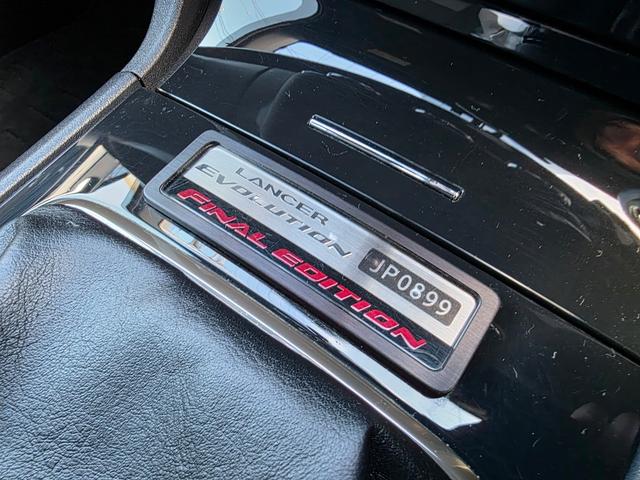 LANCER
EVOLUTION
FINAL EDITION
JP0899